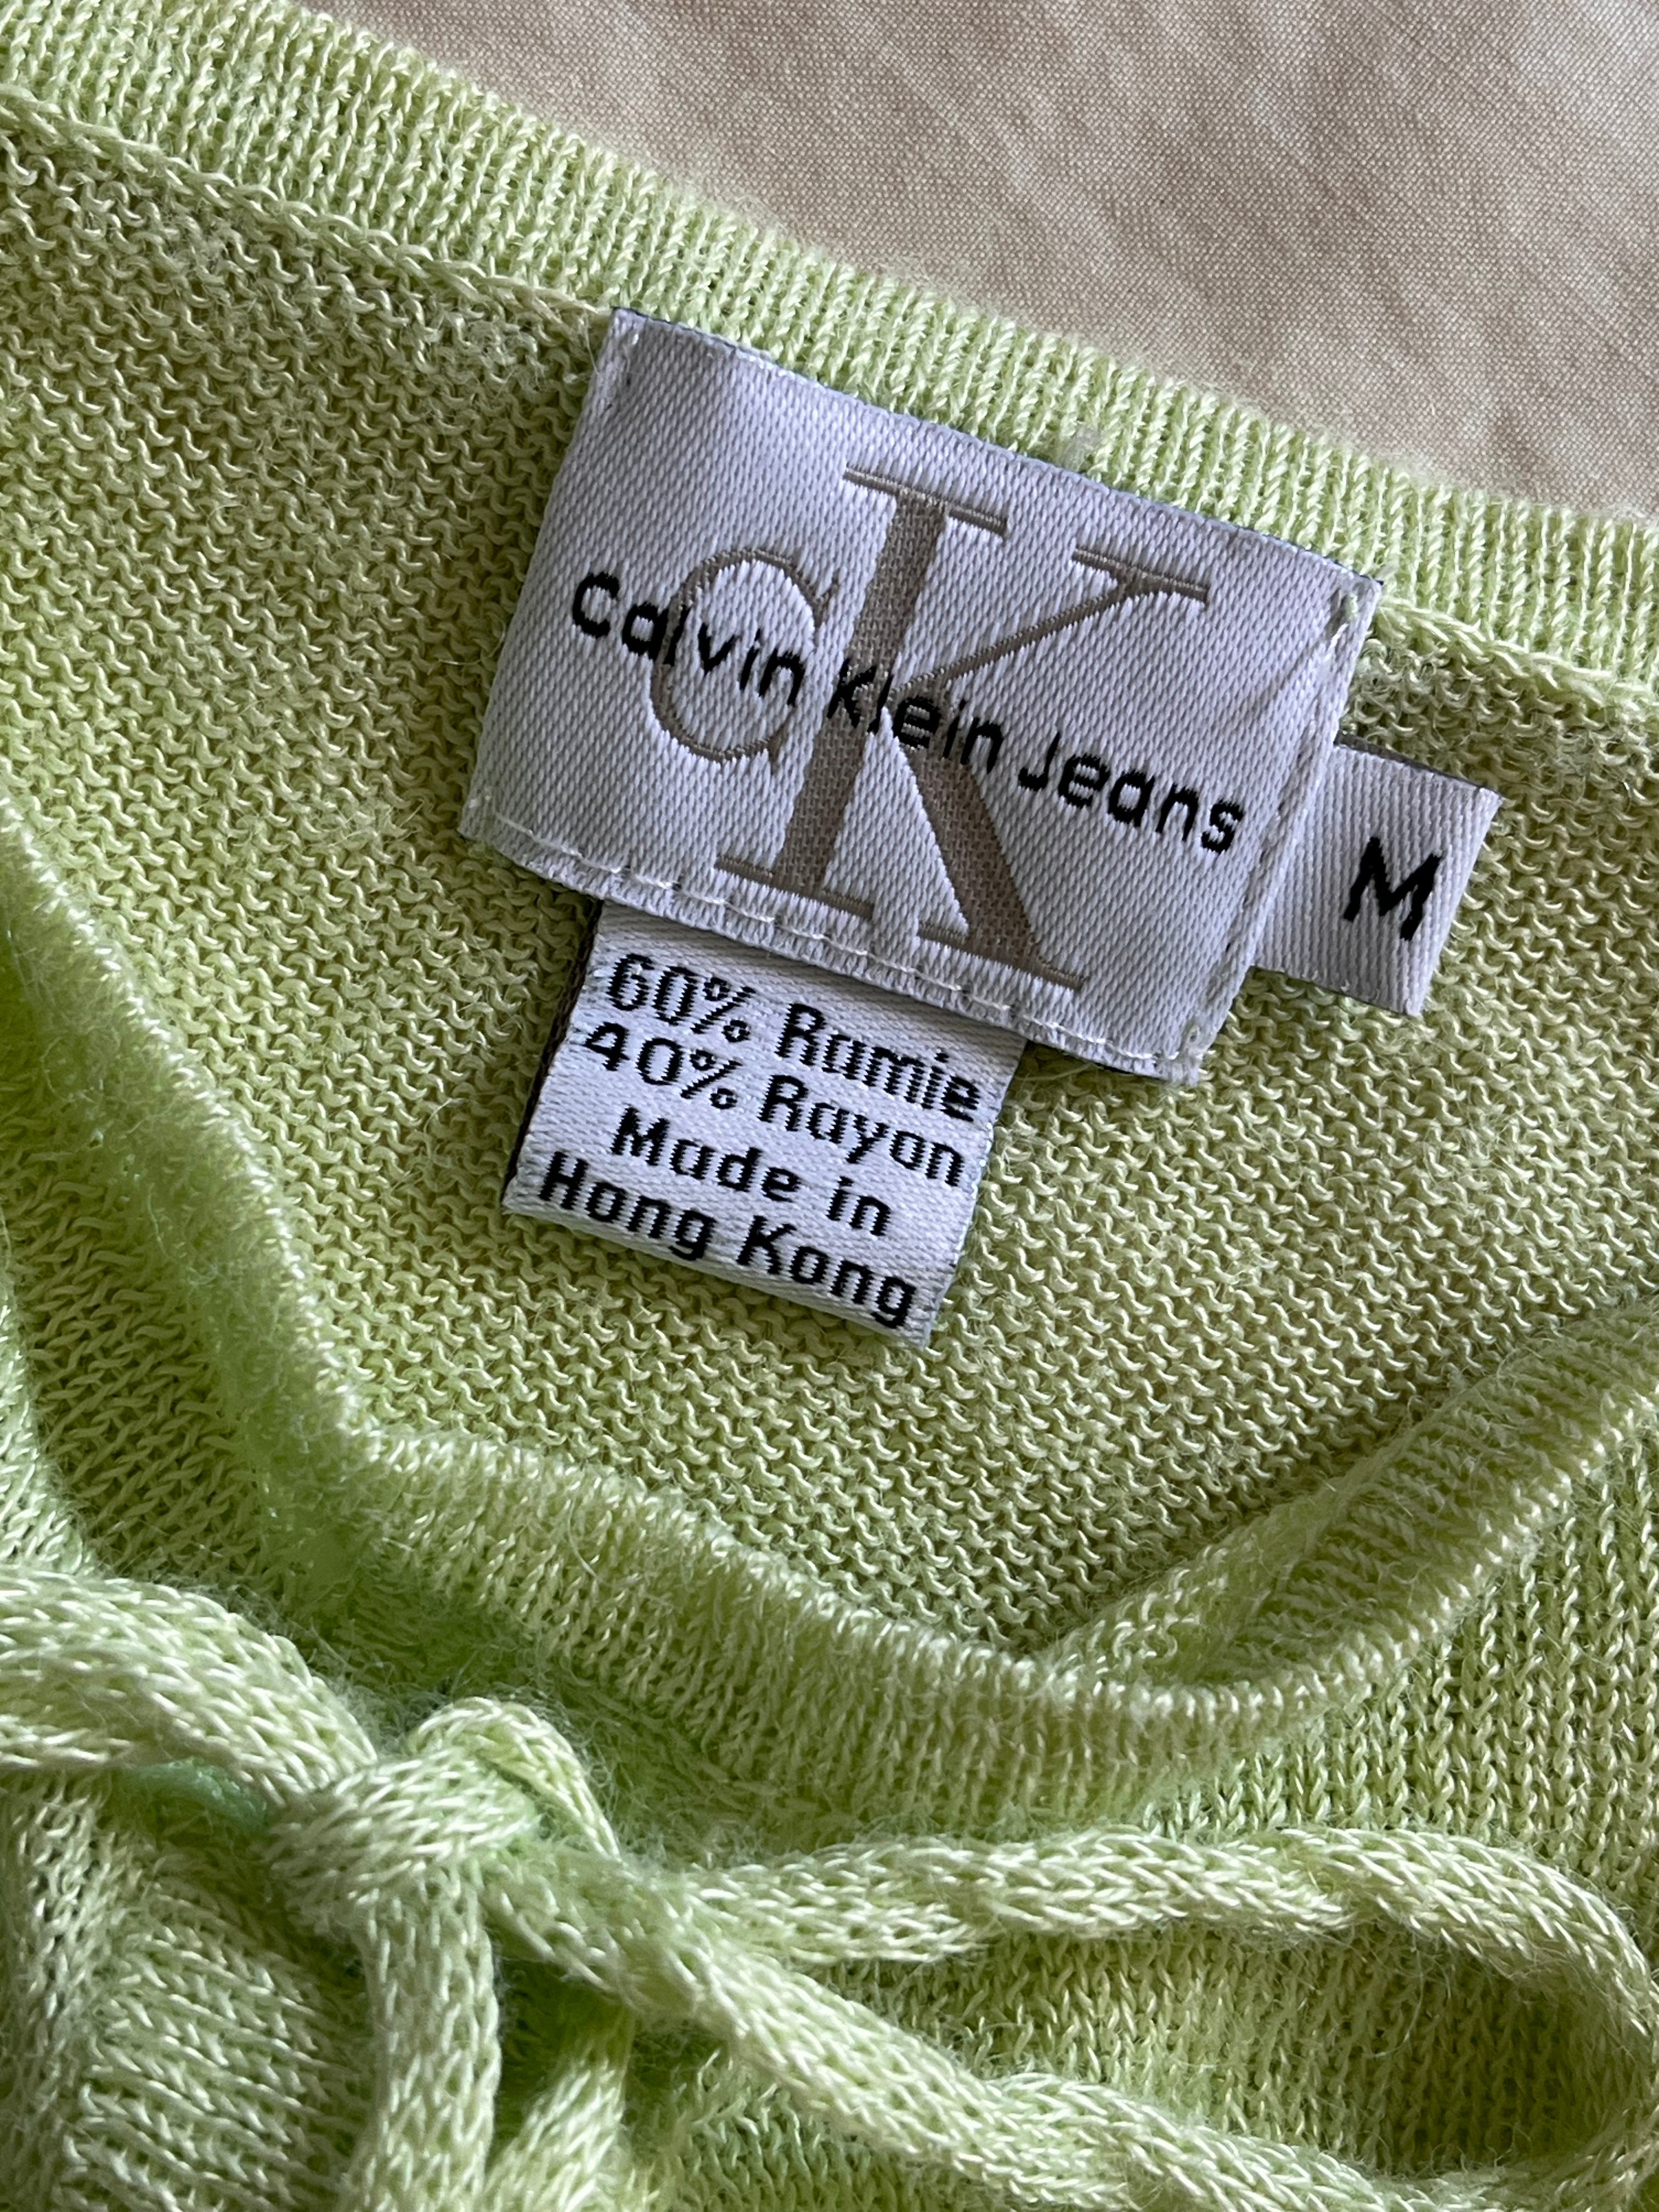 cK
Calvin Klein Jeans
M
60% Ramie
40% Rayon
Made in
Hong Kong